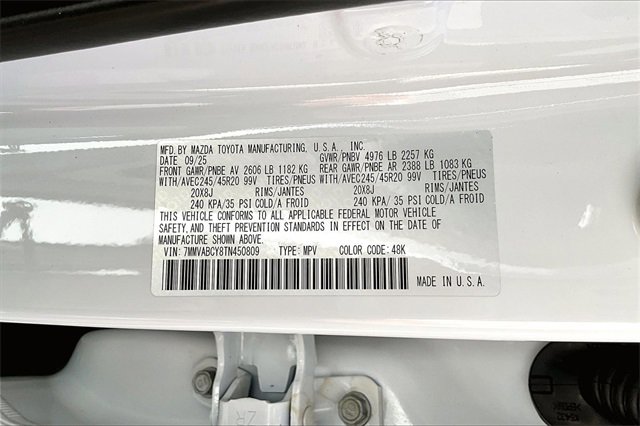 MFD. BY MAZDA TOYOTA MANUFACTURING, U.S.A., INC.
DATE 09/25 GVWR/PNBV 4976 LB 2257 KG
FRONT GAWR/PNBE AV 2606 LB 1182 KG REAR GAWR/PNBE AR 2388 LB 1083 KG
WITH/AVEC245/45R20 99V TIRES/PNEUS WITH/AVEC245/45R20 99V TIRES/PNEUS
20X8J RIMS/JANTES 20X8J RIMS/JANTES
240 KPA/ 35 PSI COLD/A FROID 240 KPA/ 35 PSI COLD/A FROID
THIS VEHICLE CONFORMS TO ALL APPLICABLE FEDERAL MOTOR VEHICLE
SAFETY,AND THEFT PREVENTION STANDARDS IN EFFECT ON THE DATE OF
MANUFACTURE SHOWN ABOVE.
VIN: 7MMVABCY8TN450809 TYPE: MPV COLOR CODE: 48K
MADE IN U.S.A.
2R